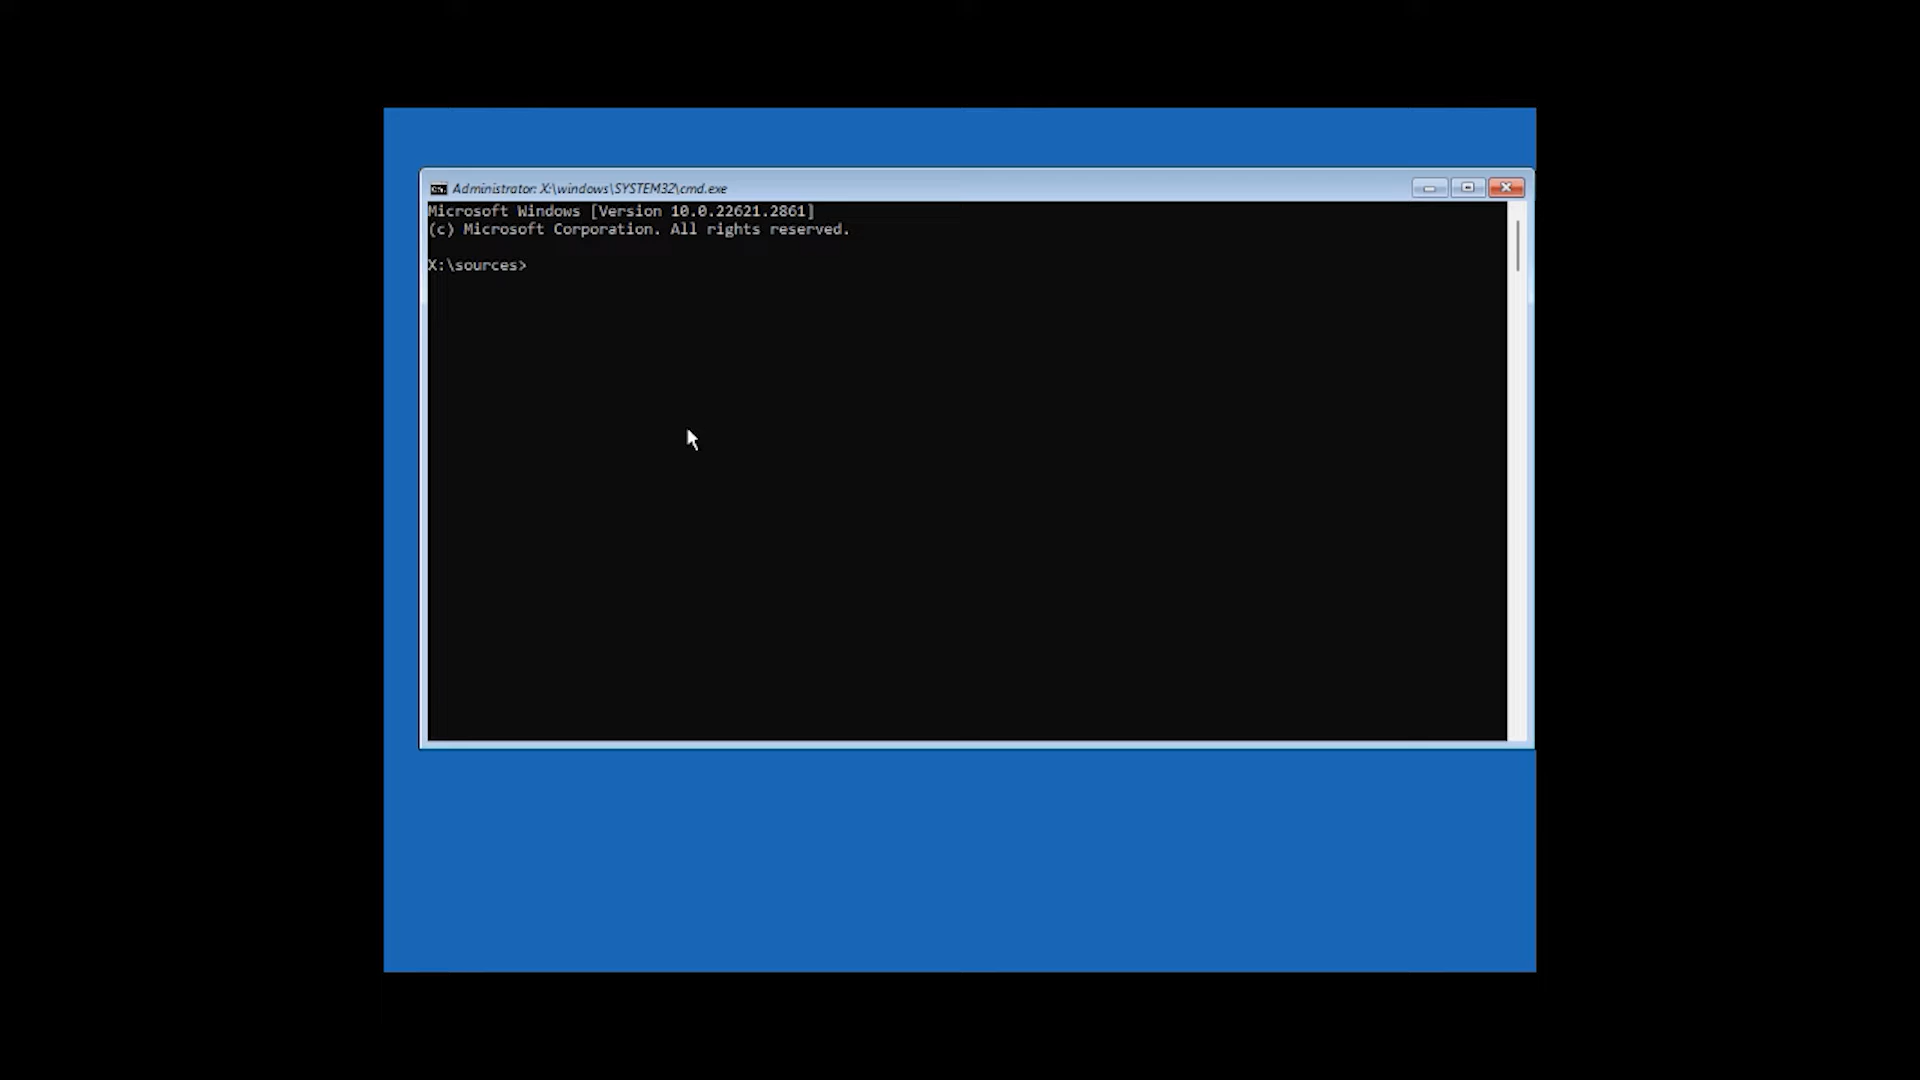 Administrator: X:\windows\SYSTEM32\cmd.exe
Microsoft Windows [Version 10.0.22621.2861]
(c) Microsoft Corporation. All rights reserved.
X:\sources>